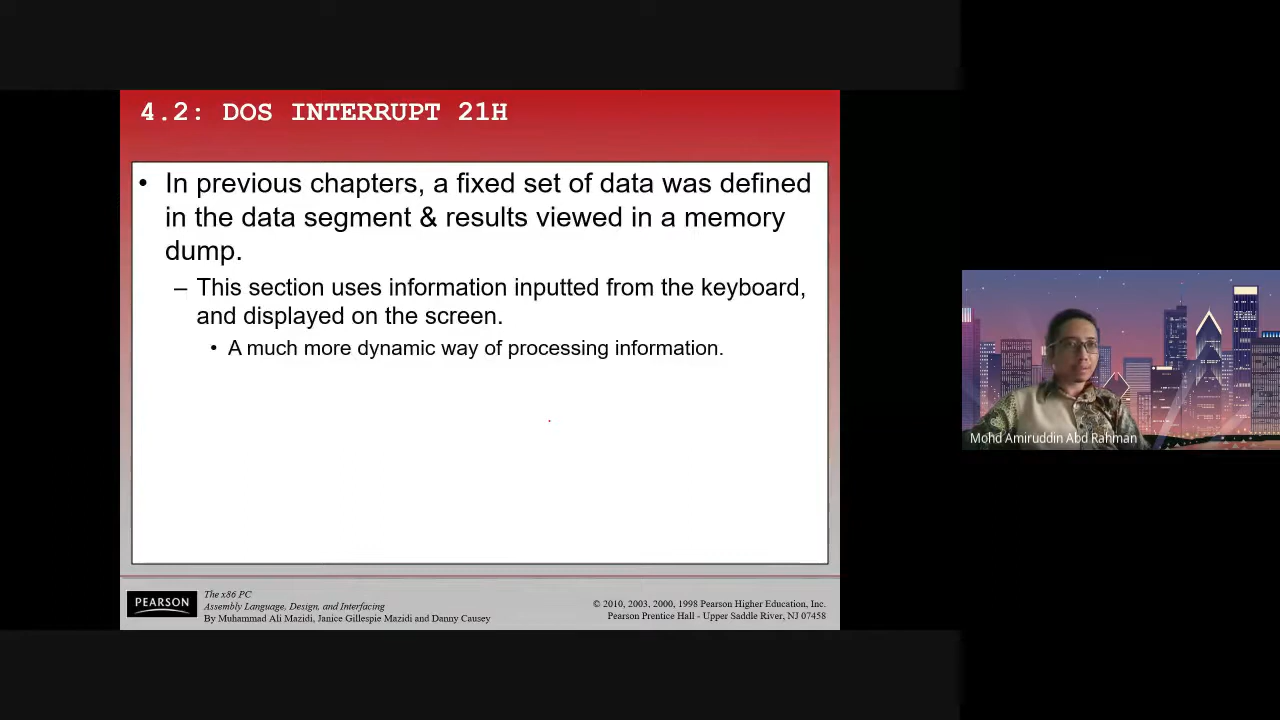 4.2: DOS INTERRUPT 21H
• In previous chapters, a fixed set of data was defined
in the data segment & results viewed in a memory
dump.
– This section uses information inputted from the keyboard,
and displayed on the screen.
• A much more dynamic way of processing information.
Mohd Amiruddin Abd Rahman
PEARSON
The x86 PC
Assembly Language, Design, and Interfacing
By Muhammad Ali Mazidi, Janice Gillespie Mazidi and Danny Causey
© 2010, 2003, 2000, 1998 Pearson Higher Education, Inc.
Pearson Prentice Hall - Upper Saddle River, NJ 07458